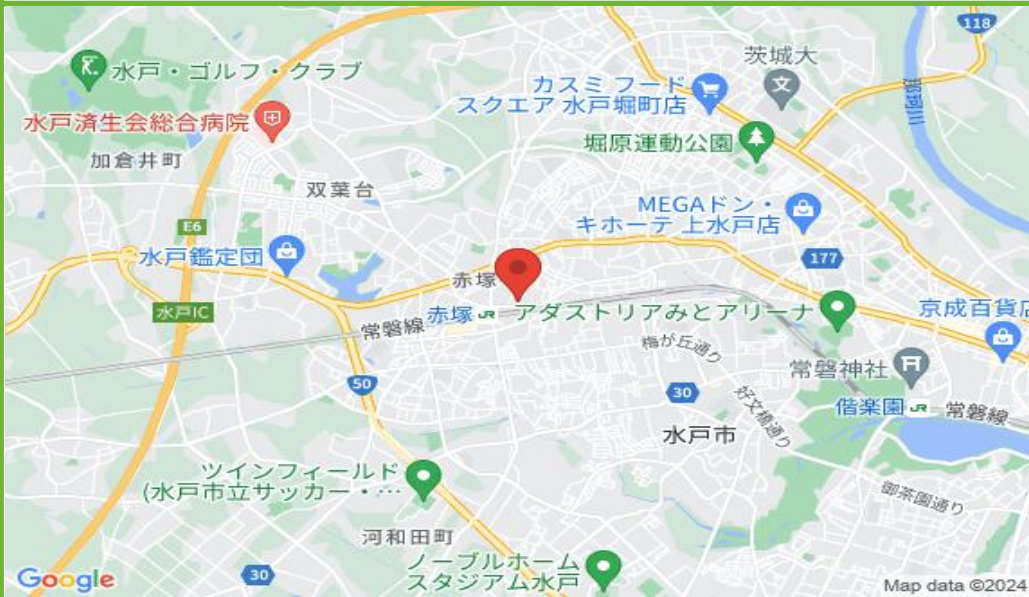 118
茨城大
水戸・ゴルフ・クラブ
カスミ フード
スクエア 水戸堀町店
那珂川
水戸済生会総合病院
堀原運動公園
加倉井町
双葉台
MEGAドン・
キホーテ 上水戸店
E6
水戸鑑定団
177
赤塚
水戸IC
赤塚 JR
アダストリアみとアリーナ
京成百貨店
常磐線
梅が丘通り
常磐神社
50
30
好文橋通り
偕楽園 JR
常磐線
水戸市
ツインフィールド
(水戸市立サッカー・…
御茶園通り
河和田町
ノーブルホーム
スタジアム水戸
30
Google
Map data ©2024